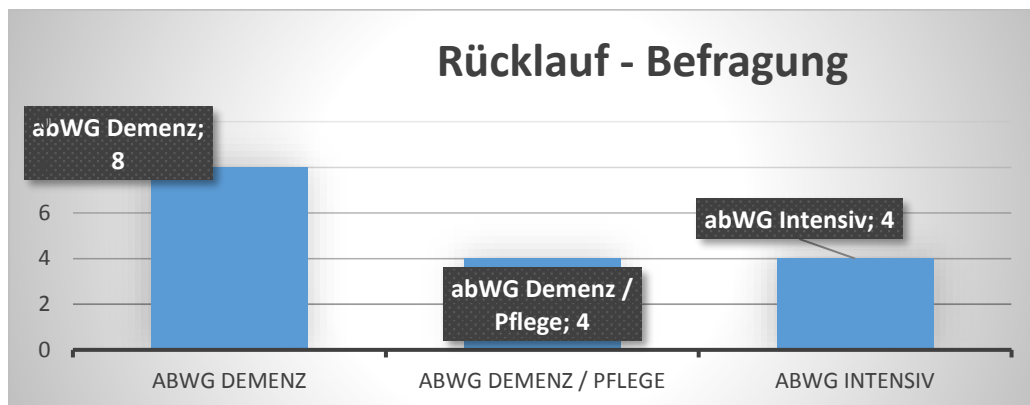 Rücklauf - Befragung
abWG Demenz;
8
abWG Intensiv; 4
abWG Demenz /
Pflege; 4
6
4
2
0
ABWG DEMENZ
ABWG DEMENZ / PFLEGE
ABWG INTENSIV